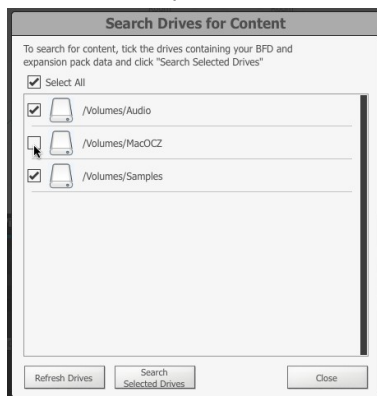 Search Drives for Content
To search for content, tick the drives containing your BFD and
expansion pack data and click "Search Selected Drives"
Select All
/Volumes/Audio
/Volumes/MacOCZ
/Volumes/Samples
Refresh Drives
Search
Selected Drives
Close